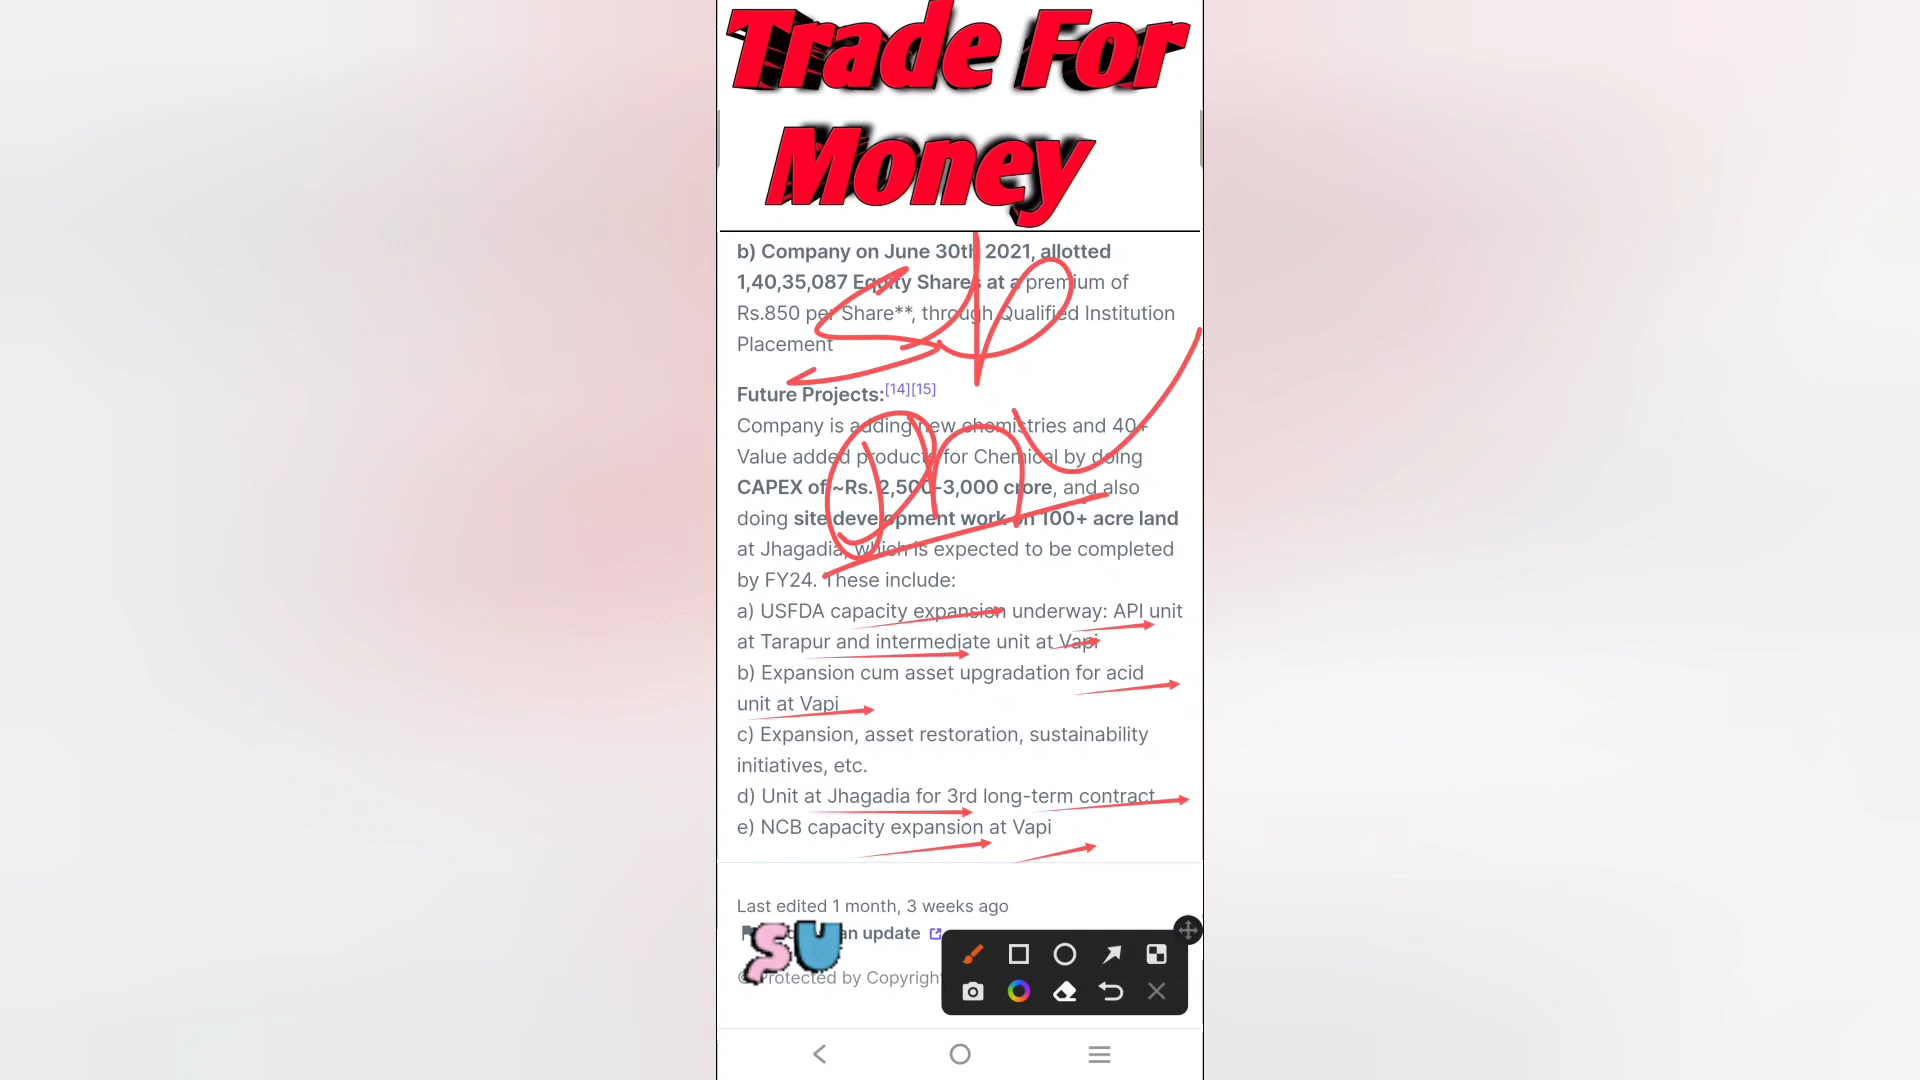 Trade For
Money
b) Company on June 30th 2021, allotted
1,40,35,087 Equity Shares at a premium of
Rs.850 per Share**, through Qualified Institution
Placement
Future Projects:[14][15]
Company is adding new chemistries and 40+
Value added products for Chemical by doing
CAPEX of ~Rs. 2,500-3,000 crore, and also
doing site development work on 100+ acre land
at Jhagadia, which is expected to be completed
by FY24. These include:
a) USFDA capacity expansion underway: API unit
at Tarapur and intermediate unit at Vapi
b) Expansion cum asset upgradation for acid
unit at Vapi
c) Expansion, asset restoration, sustainability
initiatives, etc.
d) Unit at Jhagadia for 3rd long-term contract
e) NCB capacity expansion at Vapi
Last edited 1 month, 3 weeks ago
an update
SU
Protected by Copyright